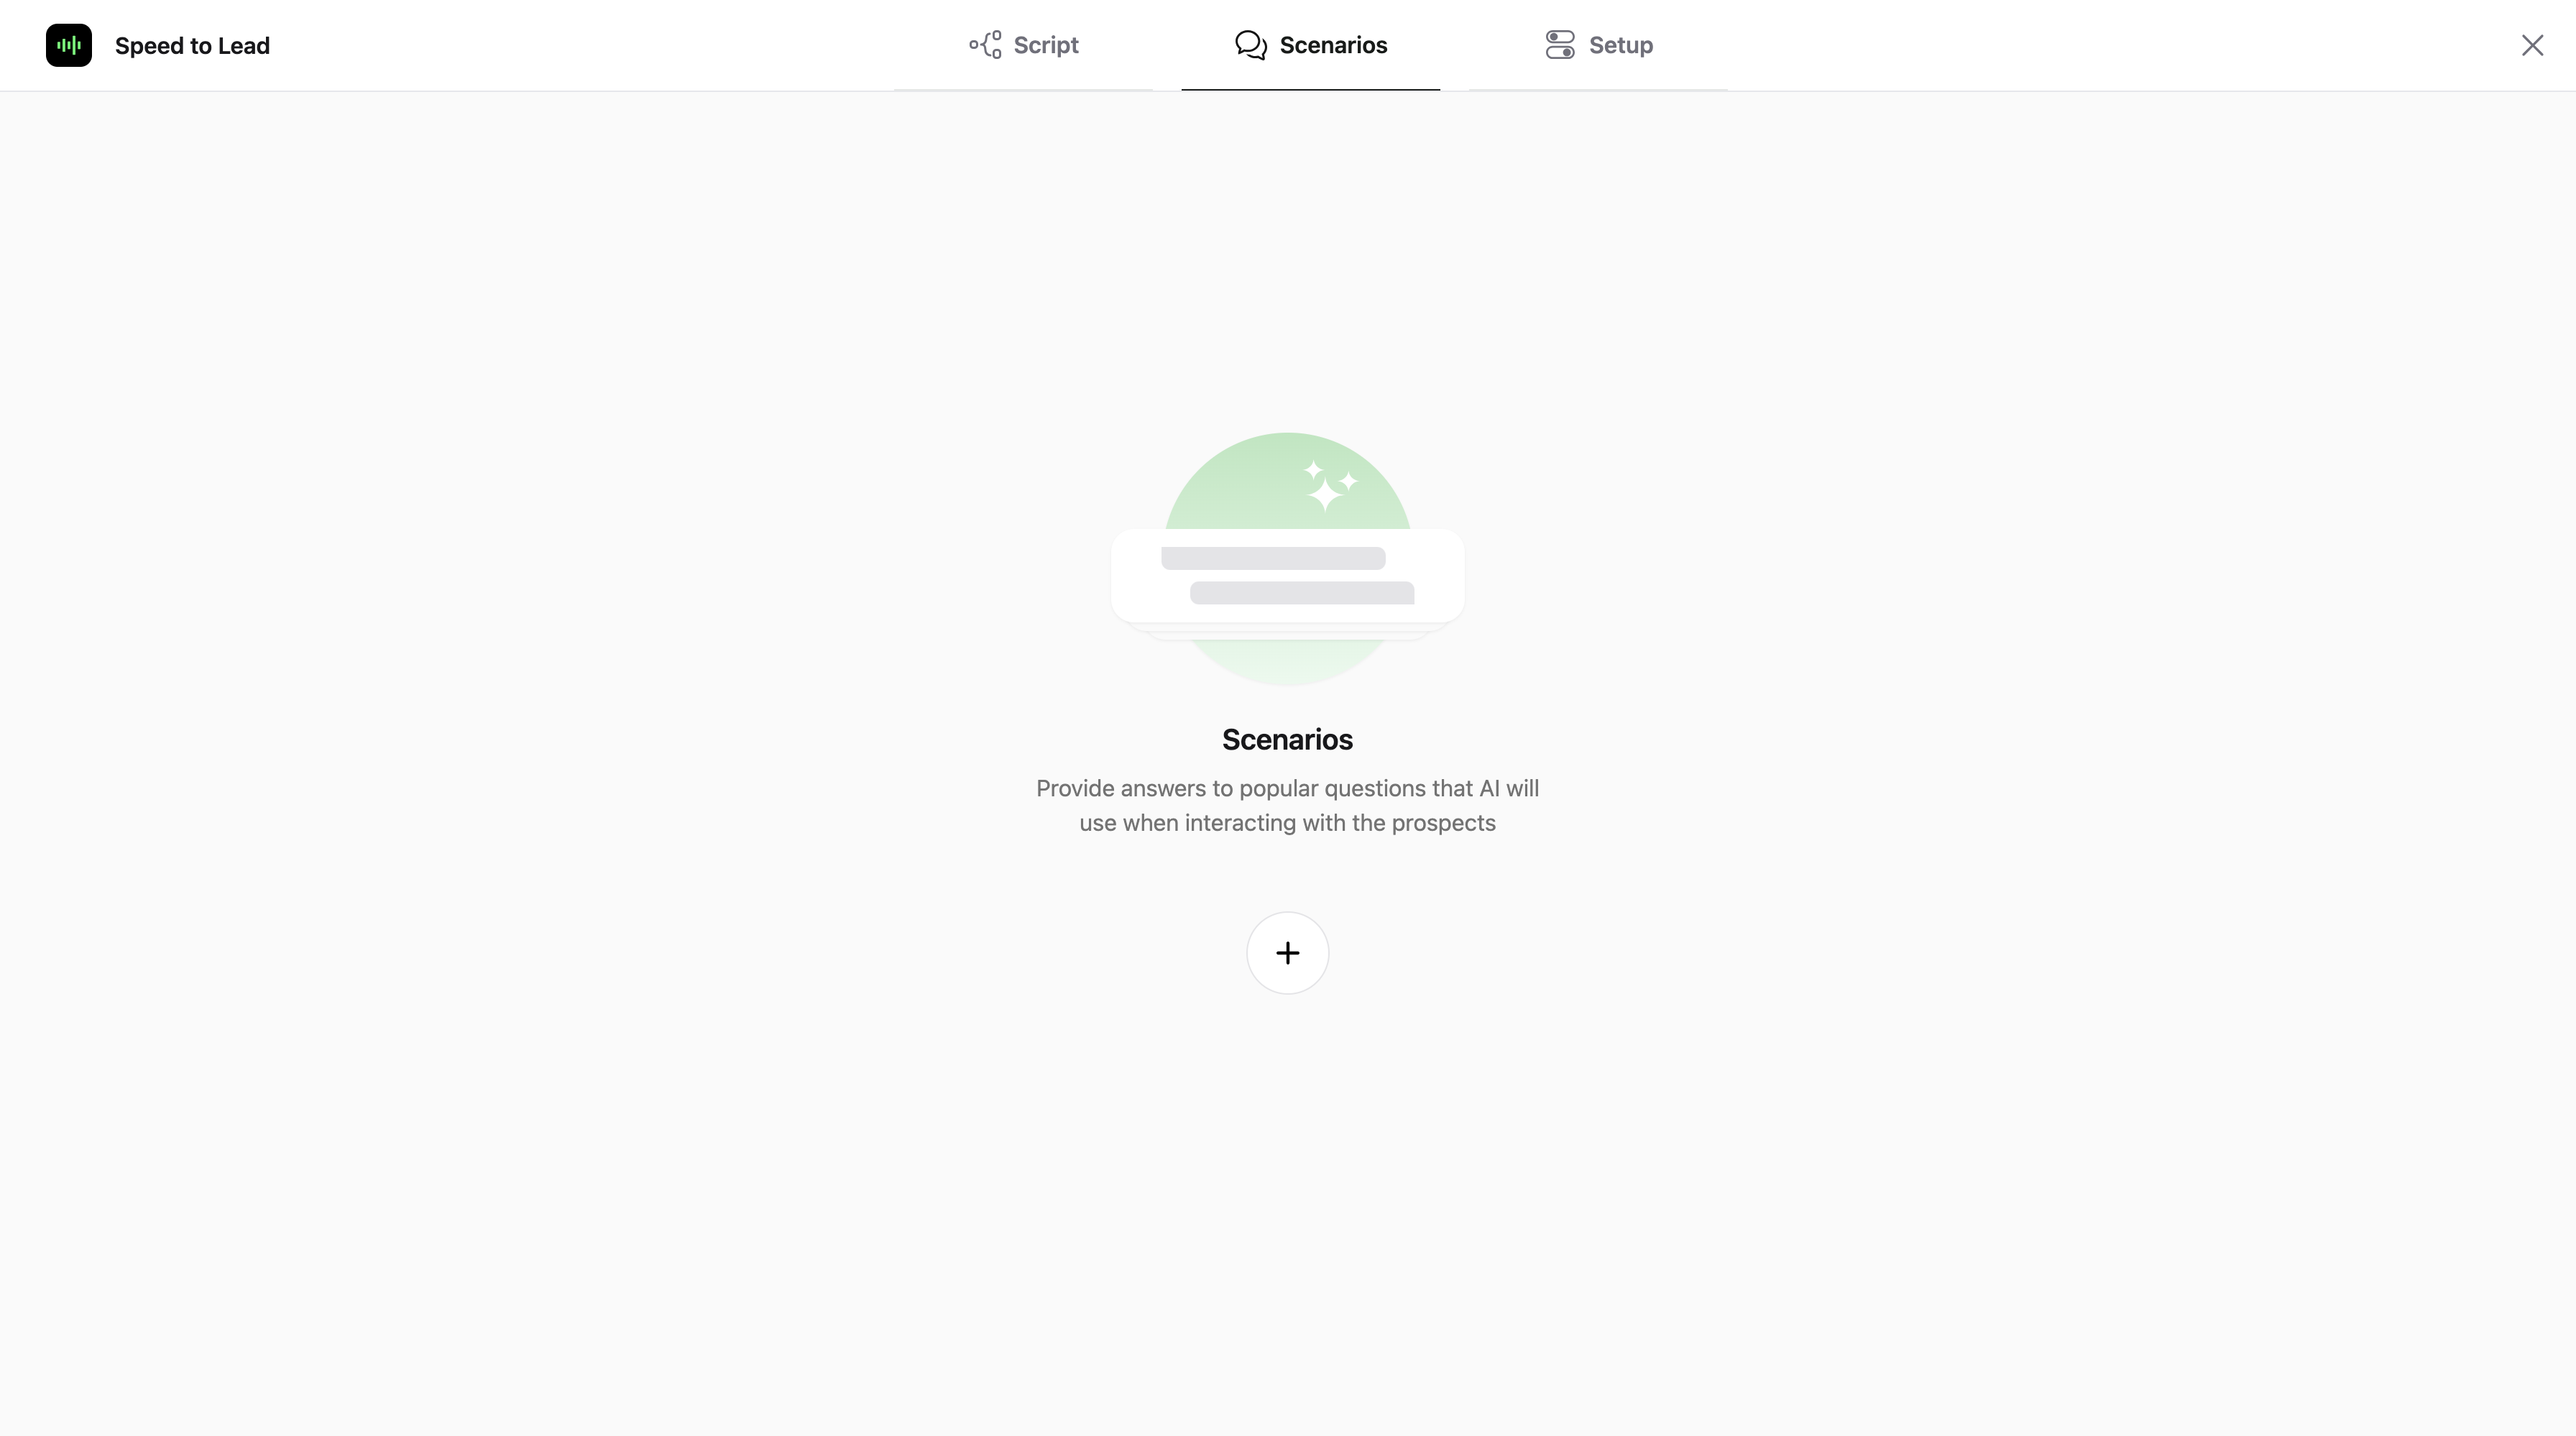 Speed to Lead
Script
Scenarios
Setup
Scenarios
Provide answers to popular questions that AI will
use when interacting with the prospects